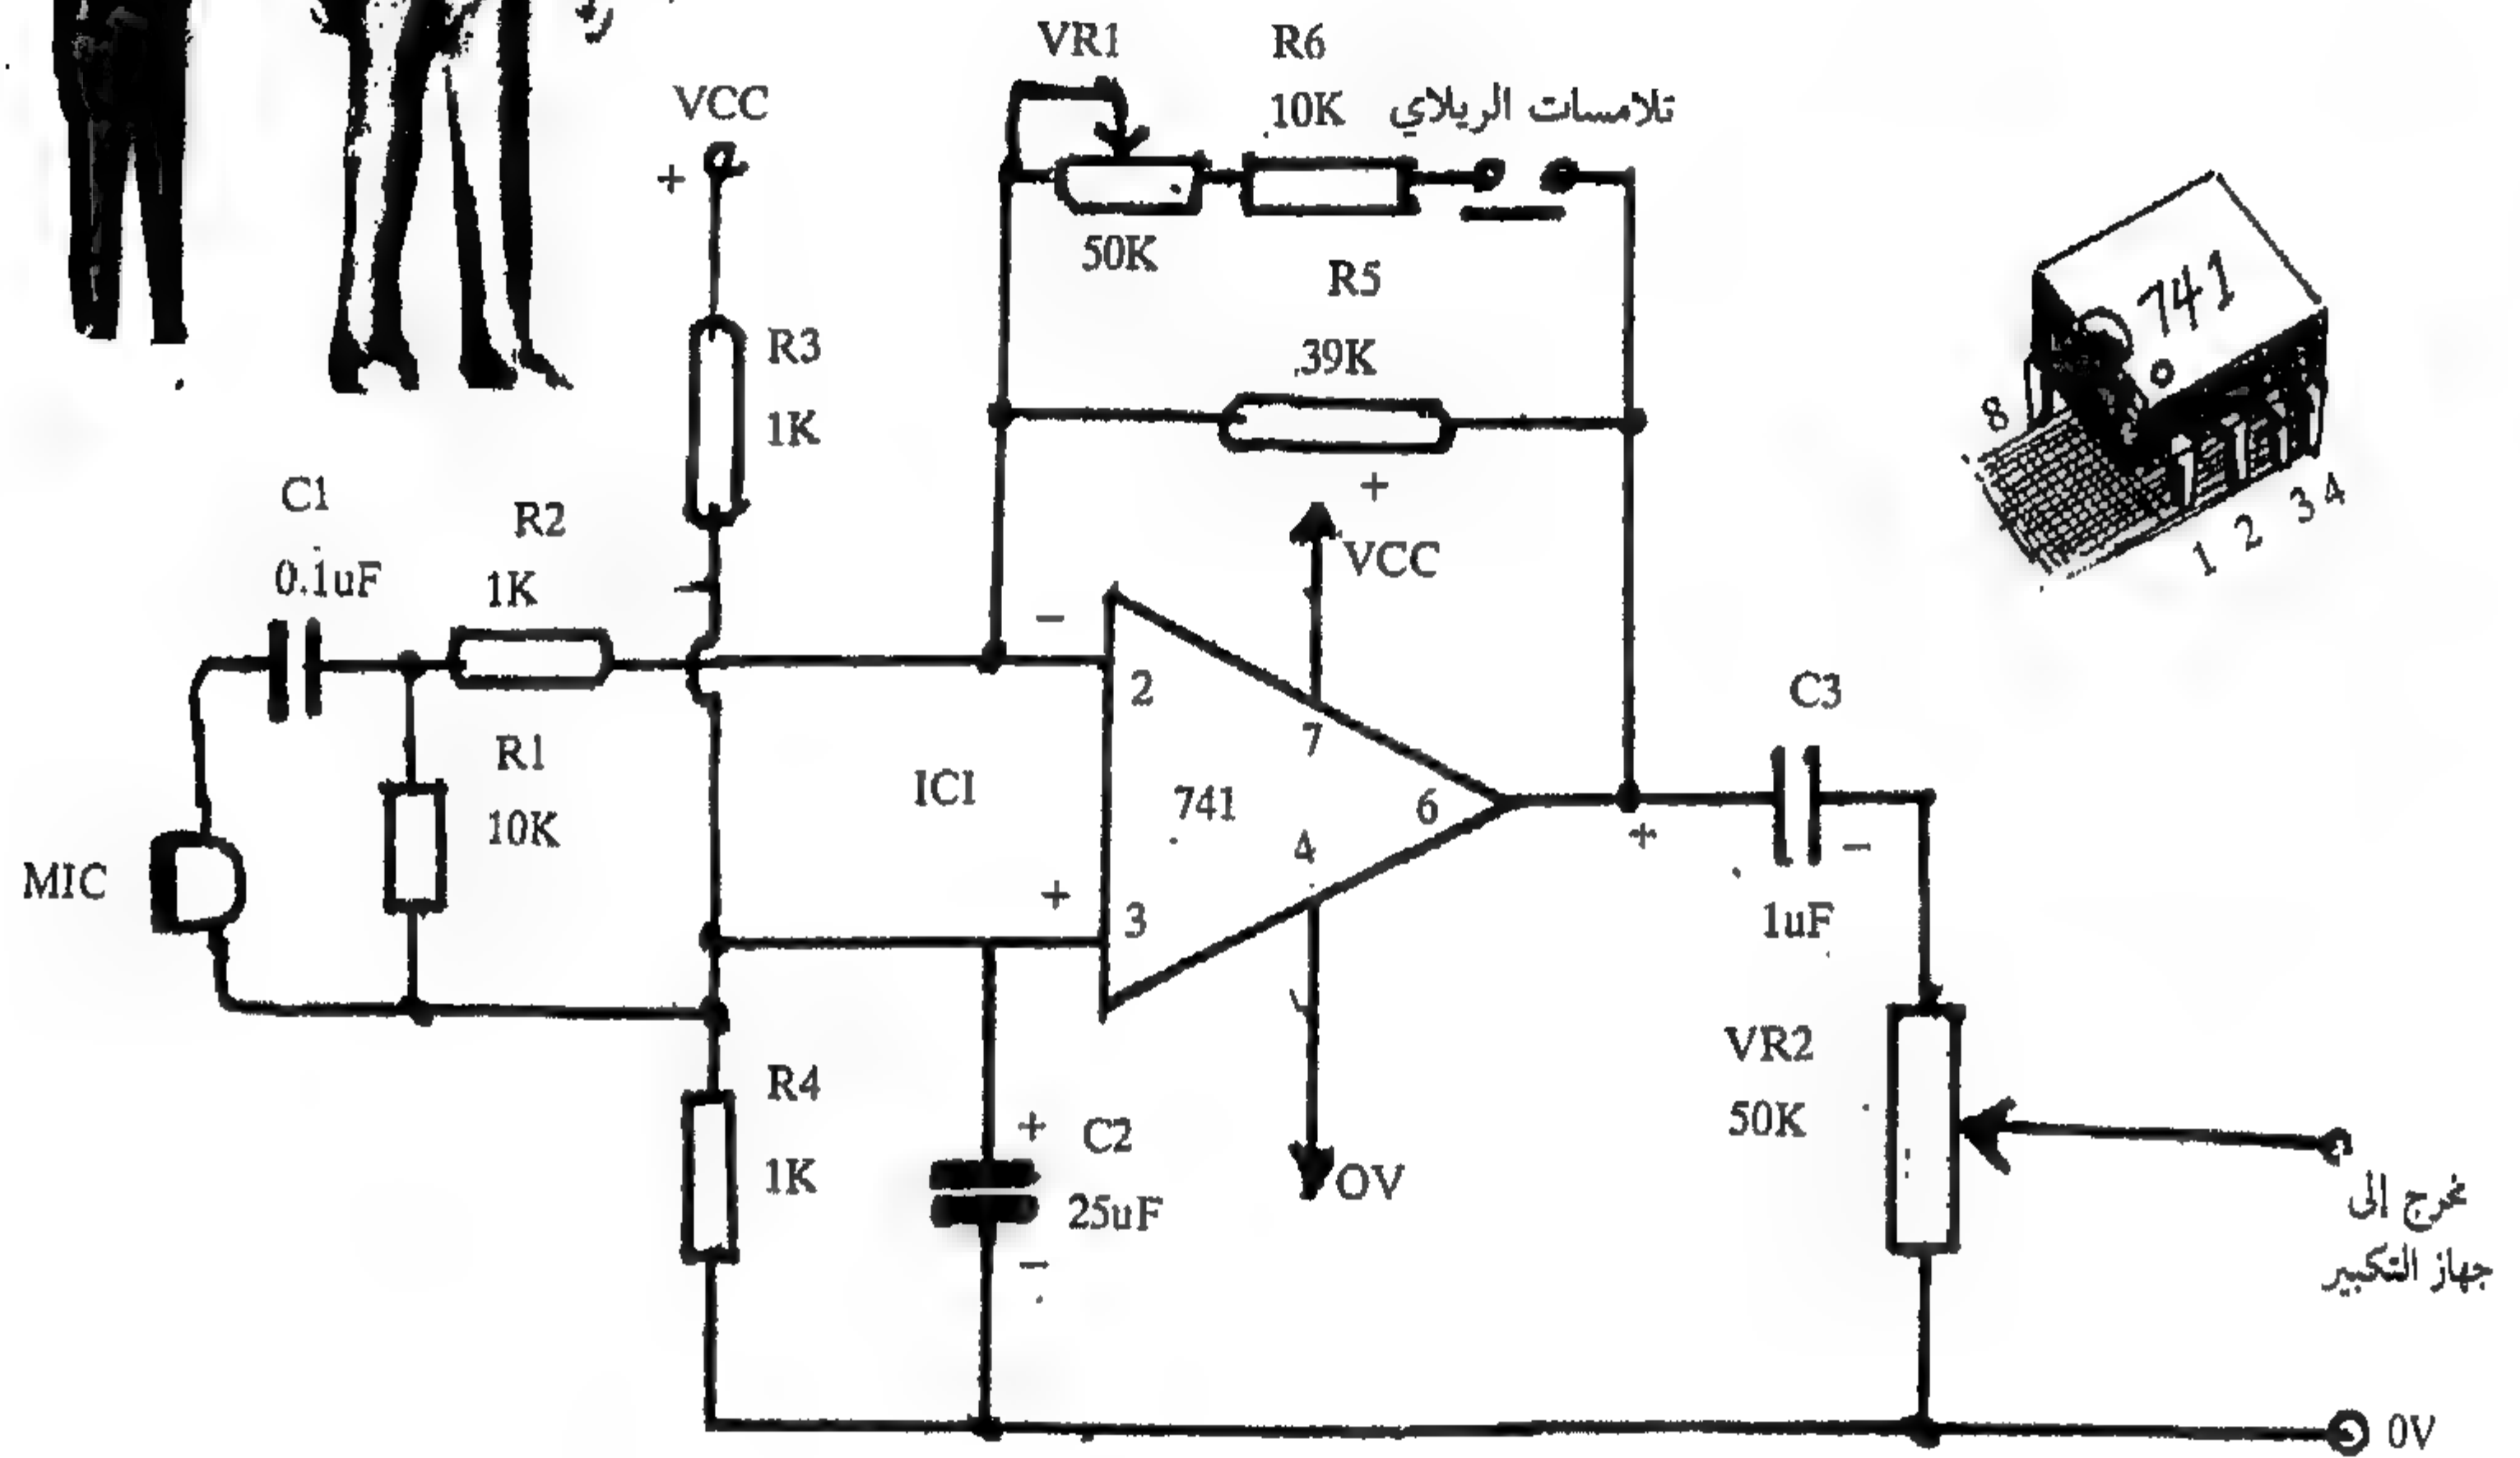 VR1
R6
VCC
10K
تلامسات الريلاي
+
50K
R5
R3
39K
1K
+
VCC
C1
R2
0.1uF
1K
−
2
7
C3
R1
IC1
741
6
10K
4
+
−
MIC
+
3
1uF
R4
VR2
1K
+
C2
50K
25uF
OV
−
مخرج الى
جهاز التكبير
0V
741
8
1 2 3 4